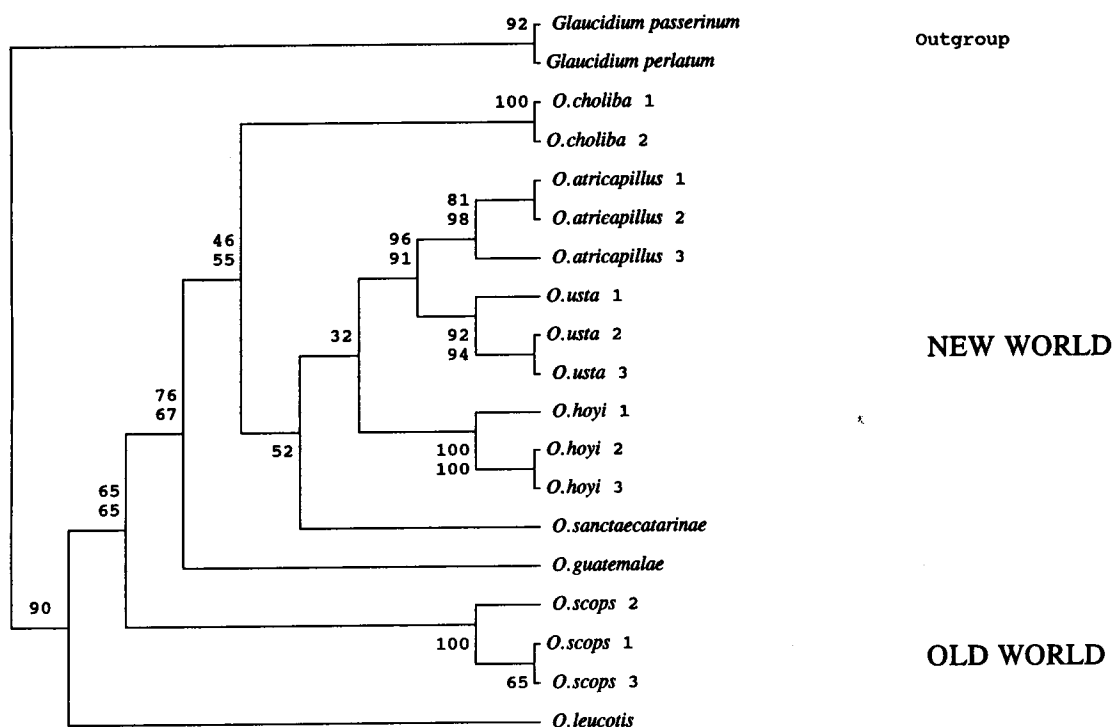 92 Glaucidium passerinum
Outgroup
Glaucidium perlatum
100 O.choliba 1
O.choliba 2
O.atricapillus 1
81
98 O.atricapillus 2
96
91
O.atricapillus 3
46
55
O.usta 1
32 92 O.usta 2
94
NEW WORLD
O.usta 3
76
67
O.hoyi 1
52 100 O.hoyi 2
100
O.hoyi 3
65
65
O.sanctaecatarinae
O.guatemalae
90 O.scops 2
100 O.scops 1
OLD WORLD
65 O.scops 3
O.leucotis